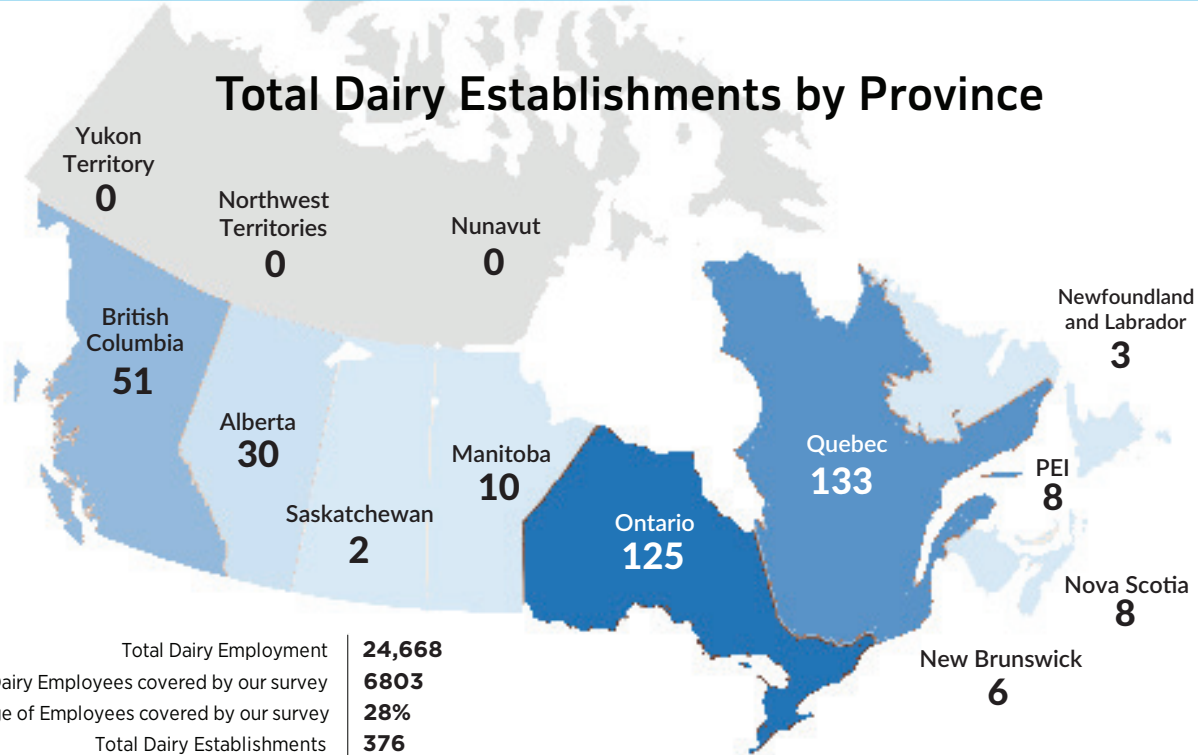 Total Dairy Establishments by Province
Yukon
Territory
0
Northwest
Territories
0
Nunavut
0
British
Columbia
51
Alberta
30
Saskatchewan
2
Manitoba
10
Ontario
125
Quebec
133
Newfoundland
and Labrador
3
PEI
8
Nova Scotia
8
New Brunswick
6
Total Dairy Employment 24,668
Dairy Employees covered by our survey 6803
of Employees covered by our survey 28%
Total Dairy Establishments 376